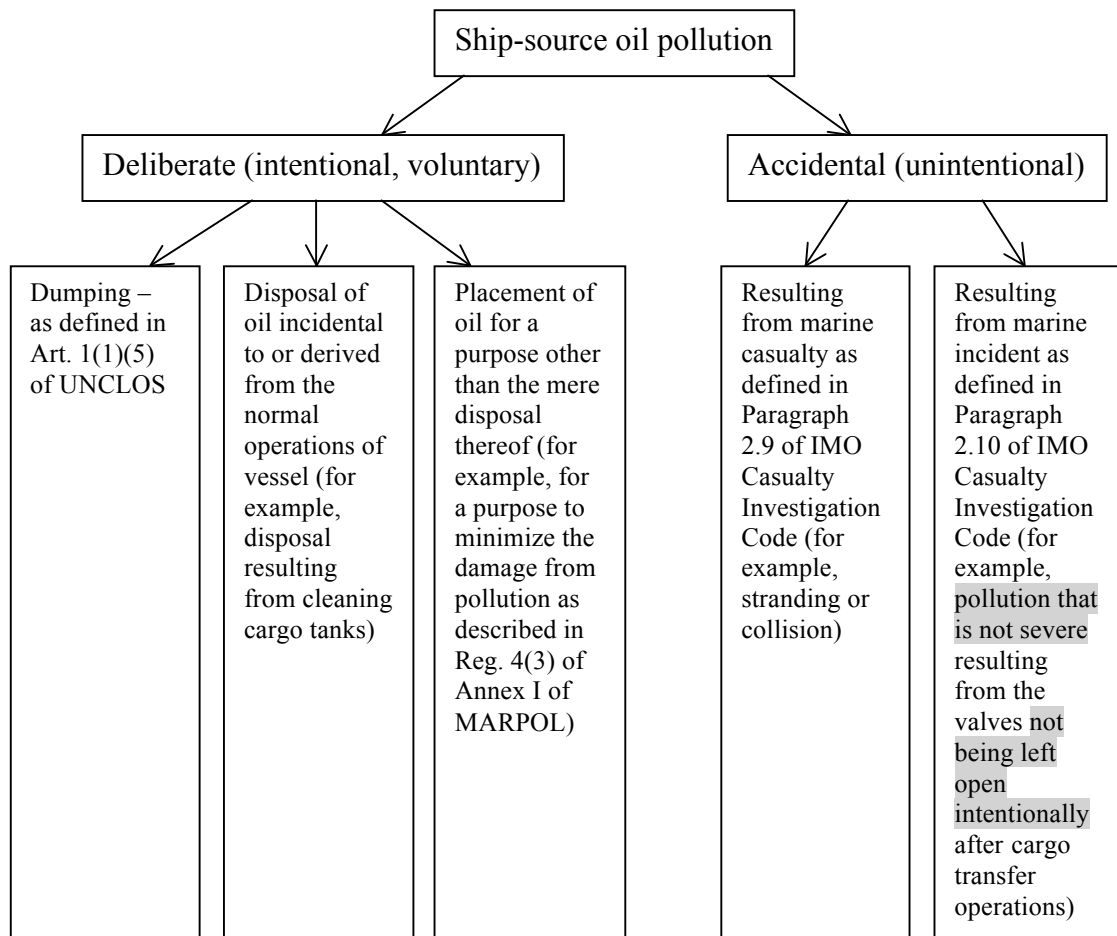 Ship-source oil pollution
Deliberate (intentional, voluntary)
Accidental (unintentional)
Dumping –
as defined in
Art. 1(1)(5)
of UNCLOS
Disposal of
oil incidental
to or derived
from the
normal
operations of
vessel (for
example,
disposal
resulting
from cleaning
cargo tanks)
Placement of
oil for a
purpose other
than the mere
disposal
thereof (for
example, for
a purpose to
minimize the
damage from
pollution as
described in
Reg. 4(3) of
Annex I of
MARPOL)
Resulting
from marine
casualty as
defined in
Paragraph
2.9 of IMO
Casualty
Investigation
Code (for
example,
stranding or
collision)
Resulting
from marine
incident as
defined in
Paragraph
2.10 of IMO
Casualty
Investigation
Code (for
example,
pollution that
is not severe
resulting
from the
valves not
being left
open
intentionally
after cargo
transfer
operations)